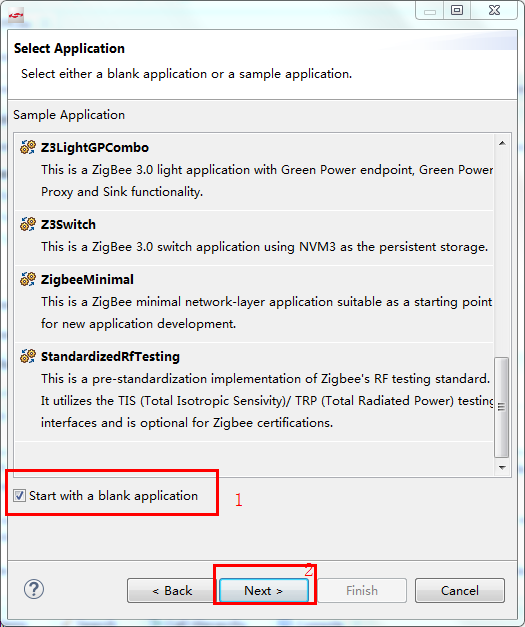 Select Application
Select either a blank application or a sample application.
Sample Application
Z3LightGPCombo
This is a ZigBee 3.0 light application with Green Power endpoint, Green Power
Proxy and Sink functionality.
Z3Switch
This is a ZigBee 3.0 switch application using NVM3 as the persistent storage.
ZigbeeMinimal
This is a ZigBee minimal network-layer application suitable as a starting point
for new application development.
StandardizedRfTesting
This is a pre-standardization implementation of Zigbee's RF testing standard.
It utilizes the TIS (Total Isotropic Sensivity)/ TRP (Total Radiated Power) testing
interfaces and is optional for Zigbee certifications.
Start with a blank application
1
2
?
< Back
Next >
Finish
Cancel